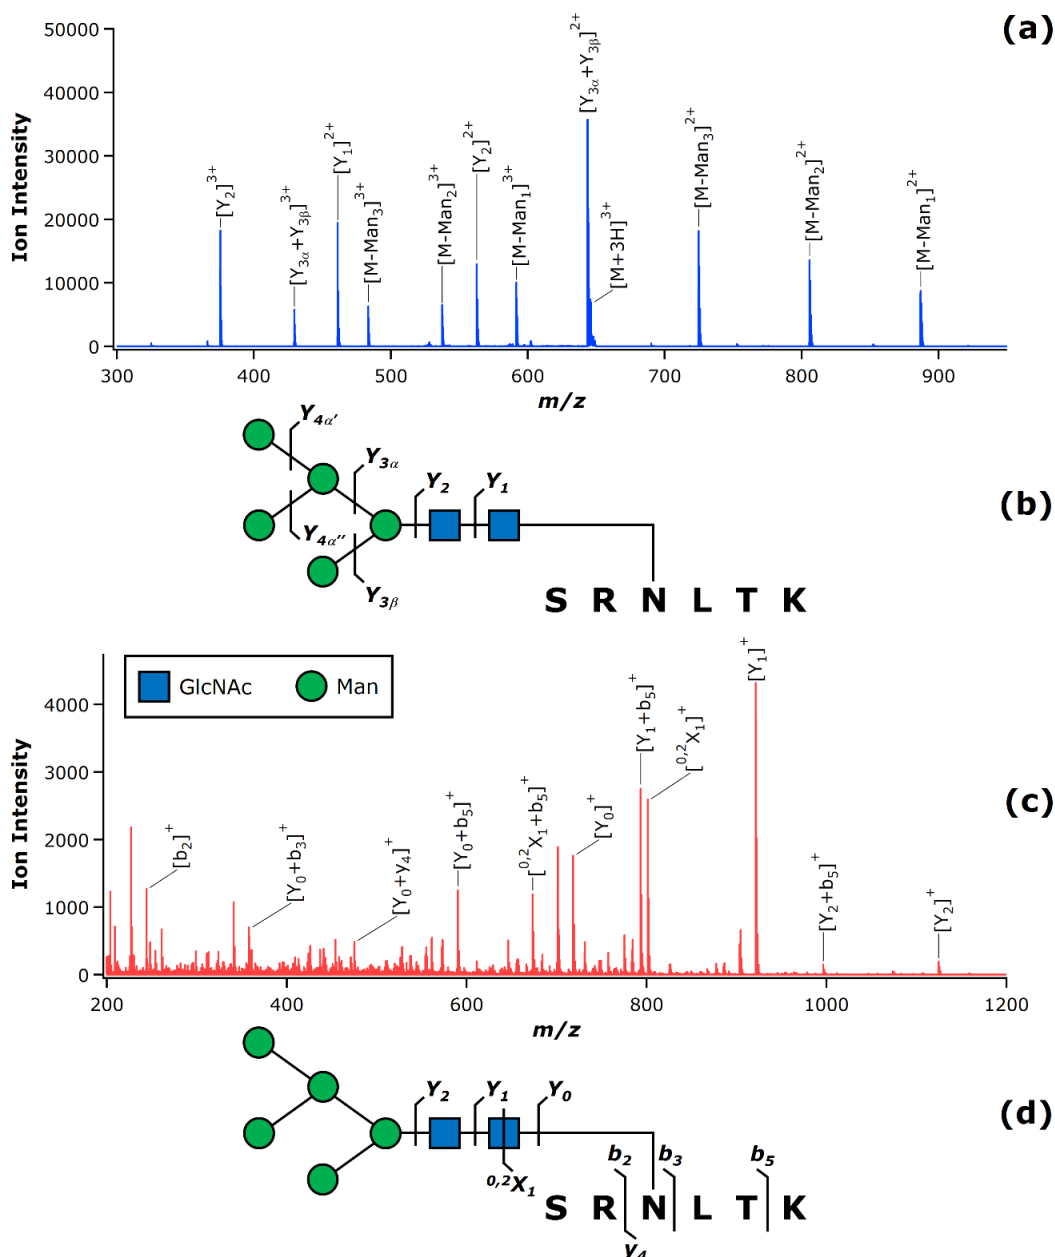 (a)
Ion Intensity
50000
40000
30000
20000
10000
0
[Y2]3+
[Y3α+Y3β]3+
[Y1]2+
[M-Man3]3+
[M-Man2]3+
[Y2]2+
[M-Man1]3+
[Y3α+Y3β]2+
[M+3H]3+
[M-Man3]2+
[M-Man2]2+
[M-Man1]2+
300 400 500 600 700 800 900
m/z
(b)
Y4α'
Y3α
Y2
Y1
Y4α''
Y3β
S R N L T K
(c)
GlcNAc
Man
Ion Intensity
4000
3000
2000
1000
0
[b2]+
[Y0+b3]+
[Y0+y4]+
[Y0+b5]+
[0,2X1+b5]+
[Y0]+
[Y1+b5]+
[0,2X1]+
[Y1]+
[Y2+b5]+
[Y2]+
200 400 600 800 1000 1200
m/z
(d)
Y2
Y1
Y0
0,2X1
b2
b3
b5
S R N L T K
y4